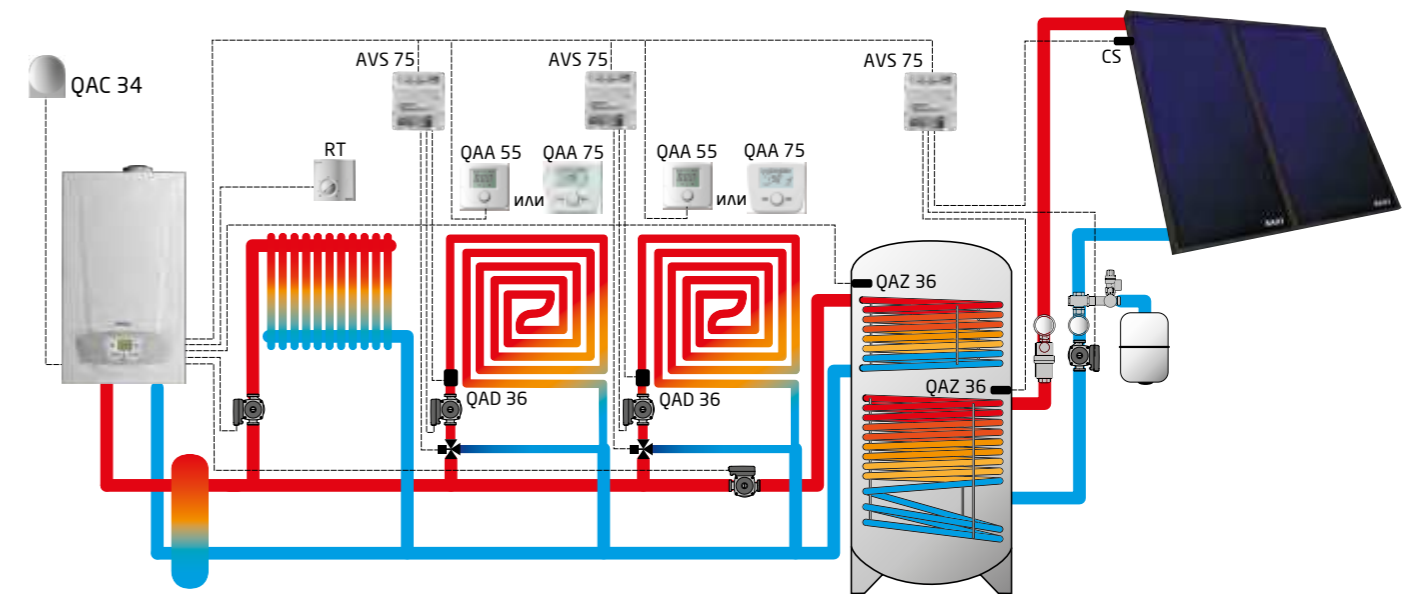 AVS 75
AVS 75
AVS 75
CS
QAC 34
RT
QAA 55
или
QAA 75
QAA 55
или
QAA 75
QAZ 36
QAZ 36
QAD 36
QAD 36